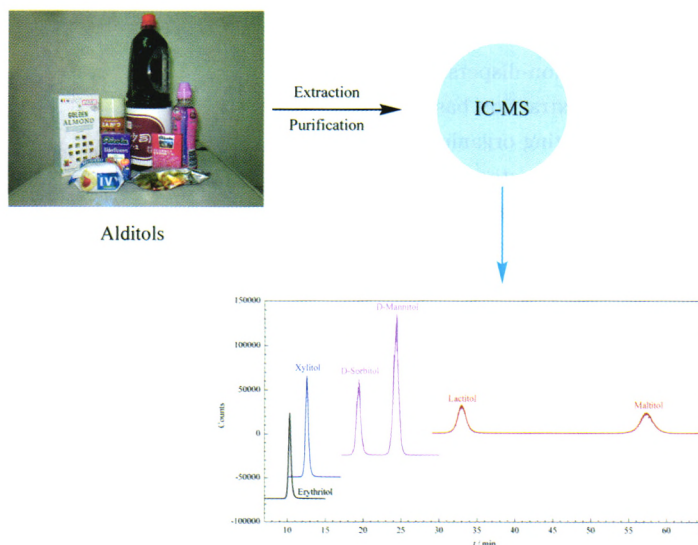 GOLDEN
ALMOND
IV
Extraction
Purification
IC-MS
Alditols
150000
100000
50000
0
-50000
-100000
Counts
D-Mannitol
Xylitol
D-Sorbitol
Lactitol
Maltitol
Erythritol
10
15
20
25
30
35
40
45
50
55
60
t / min